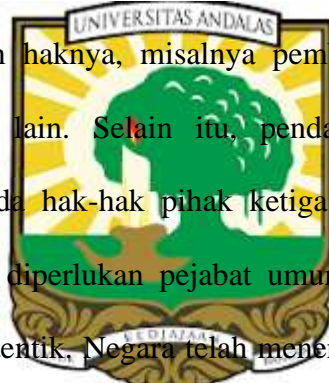 UNIVERSITAS ANDALAS
haknya, misalnya pem
lain. Selain itu, penda
hak-hak pihak ketiga
diperlukan pejabat umu
entik. Negara telah mene
KEDJAJAAN